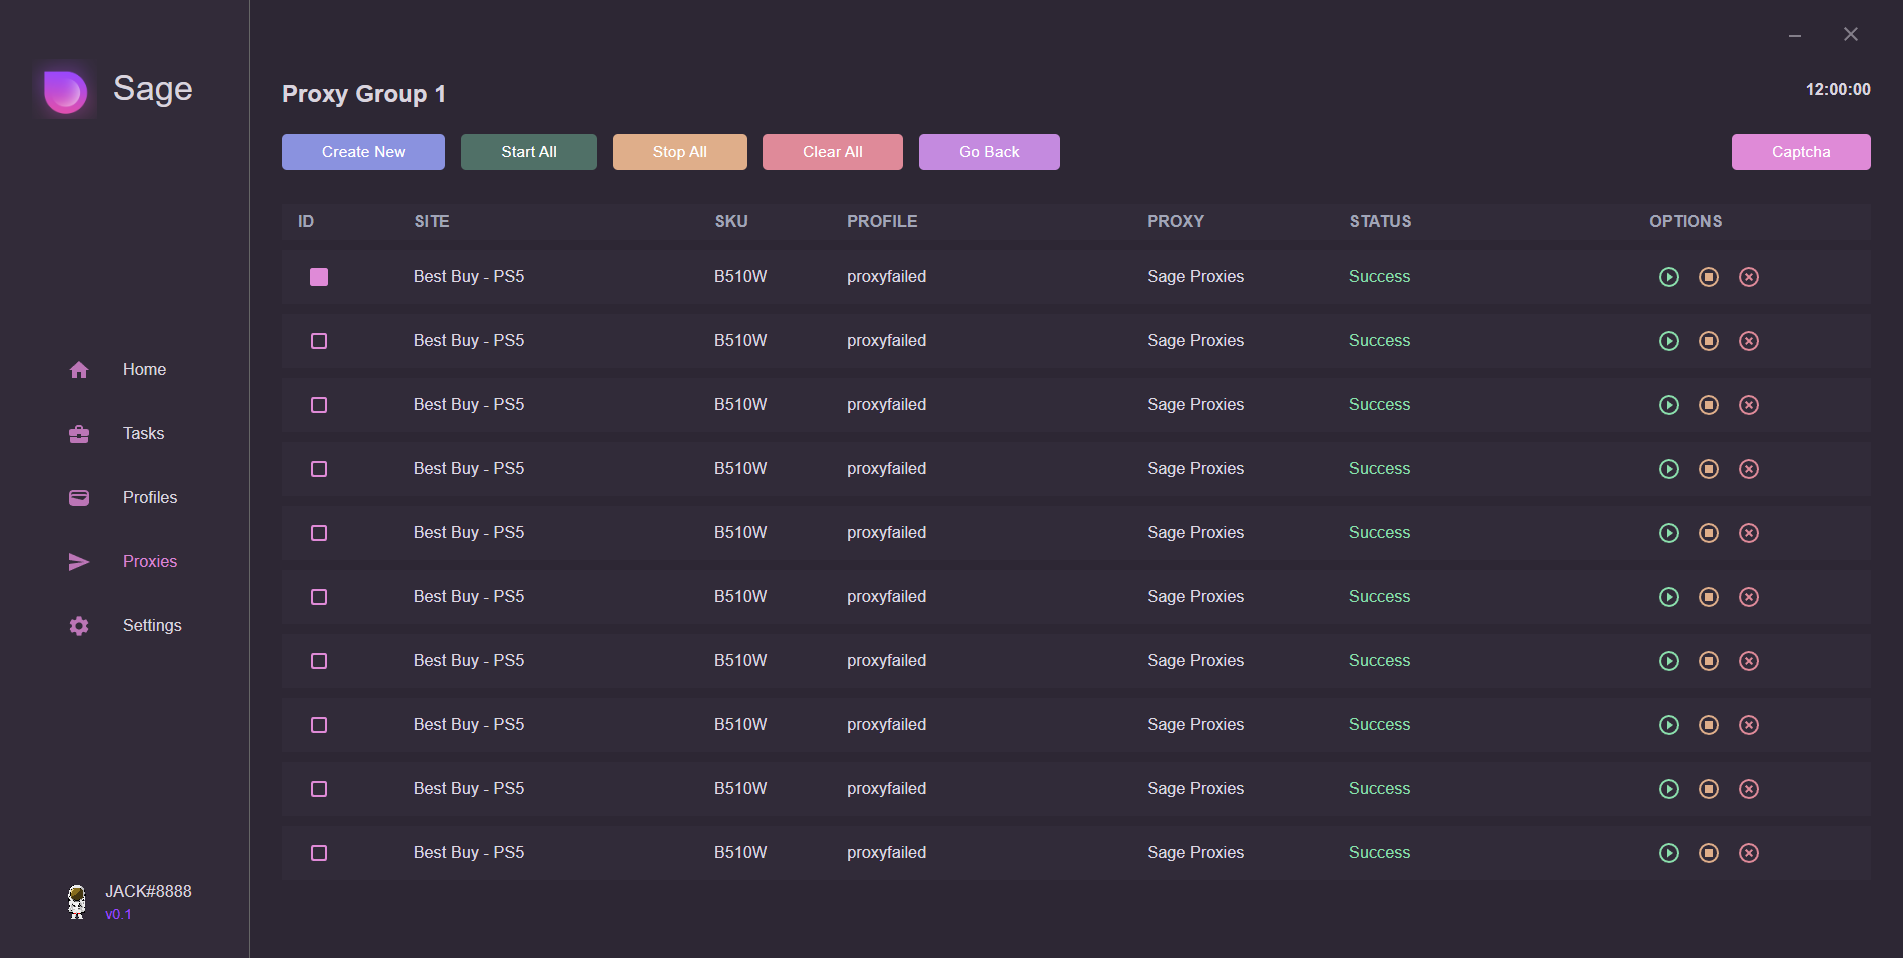 Sage
Home
Tasks
Profiles
Proxies
Settings
JACK#8888
v0.1
Proxy Group 1
12:00:00
Create New Start All Stop All Clear All Go Back Captcha
ID SITE SKU PROFILE PROXY STATUS OPTIONS
Best Buy - PS5 B510W proxyfailed Sage Proxies Success
Best Buy - PS5 B510W proxyfailed Sage Proxies Success
Best Buy - PS5 B510W proxyfailed Sage Proxies Success
Best Buy - PS5 B510W proxyfailed Sage Proxies Success
Best Buy - PS5 B510W proxyfailed Sage Proxies Success
Best Buy - PS5 B510W proxyfailed Sage Proxies Success
Best Buy - PS5 B510W proxyfailed Sage Proxies Success
Best Buy - PS5 B510W proxyfailed Sage Proxies Success
Best Buy - PS5 B510W proxyfailed Sage Proxies Success
Best Buy - PS5 B510W proxyfailed Sage Proxies Success